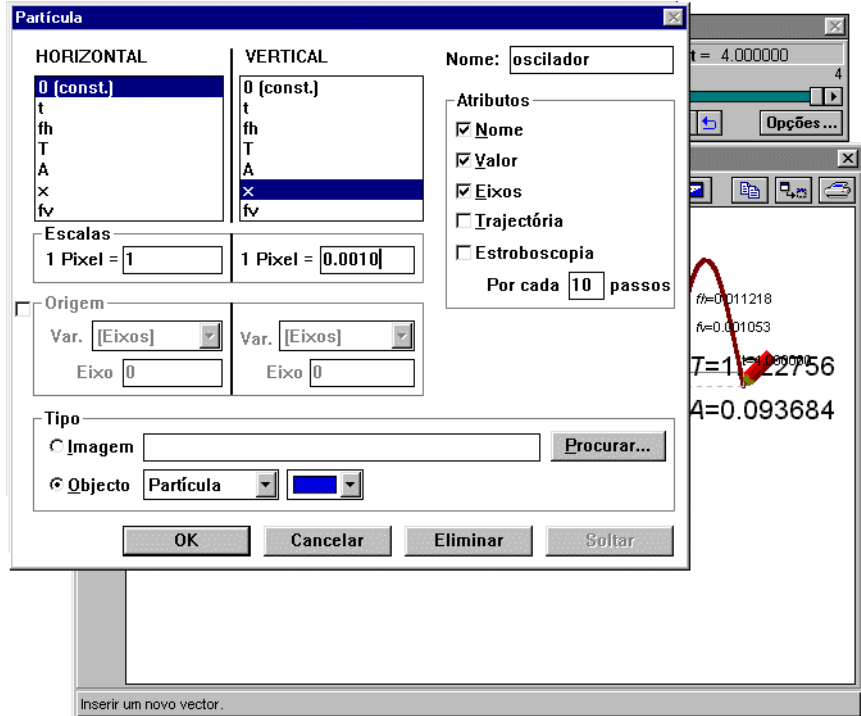 Partícula
HORIZONTAL
0 (const.)
t
fh
T
A
x
fv
VERTICAL
0 (const.)
t
fh
T
A
x
fv
Nome: oscilador
Atributos
Nome
Valor
Eixos
Trajectória
Estroboscopia
Por cada 10 passos
Escalas
1 Pixel = 1
1 Pixel = 0.0010
Origem
Var. [Eixos]
Var. [Eixos]
Eixo 0
Eixo 0
Tipo
Imagem
Procurar...
Objecto Partícula
OK Cancelar Eliminar Soltar
t = 4.000000
4
Opções...
fh=0.011218
fv=0.001053
t=4.000000
A=0.093684
Inserir um novo vector.